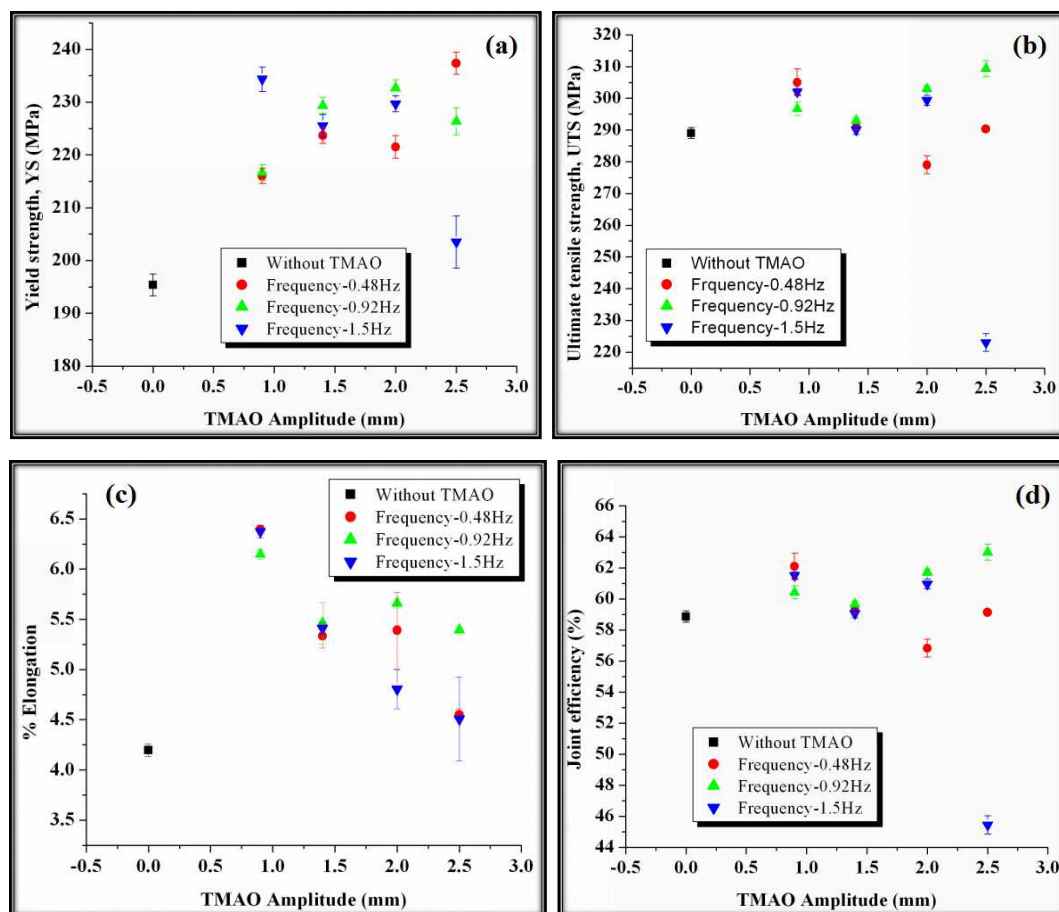 (a)
Yield strength, YS (MPa)
240
230
220
210
200
190
180
Without TMAO
Frequency-0.48Hz
Frequency-0.92Hz
Frequency-1.5Hz
-0.5 0.0 0.5 1.0 1.5 2.0 2.5 3.0
TMAO Amplitude (mm)
(b)
Ultimate tensile strength, UTS (MPa)
320
310
300
290
280
270
260
250
240
230
220
Without TMAO
Frquency-0.48Hz
Frequency-0.92Hz
Frequency-1.5Hz
-0.5 0.0 0.5 1.0 1.5 2.0 2.5 3.0
TMAO Amplitude (mm)
(c)
% Elongation
6.5
6.0
5.5
5.0
4.5
4.0
3.5
Without TMAO
Frequency-0.48Hz
Frequency-0.92Hz
Frequency-1.5Hz
-0.5 0.0 0.5 1.0 1.5 2.0 2.5 3.0
TMAO Amplitude (mm)
(d)
Joint efficiency (%)
66
64
62
60
58
56
54
52
50
48
46
44
Without TMAO
Frequency-0.48Hz
Frequency-0.92Hz
Frequency-1.5Hz
-0.5 0.0 0.5 1.0 1.5 2.0 2.5 3.0
TMAO Amplitude (mm)